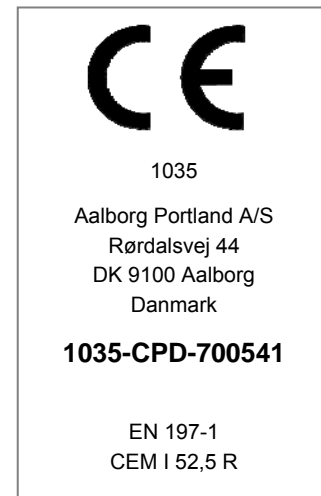 CE
1035
Aalborg Portland A/S
Rørdalsvej 44
DK 9100 Aalborg
Danmark
1035-CPD-700541
EN 197-1
CEM I 52,5 R